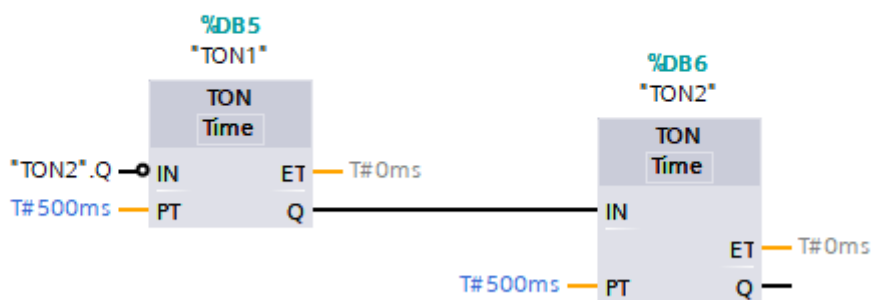 %DB5
"TON1"
TON
Time
"TON2".Q IN ET T#0ms
T#500ms PT Q
%DB6
"TON2"
TON
Time
IN
ET T#0ms
T#500ms PT Q